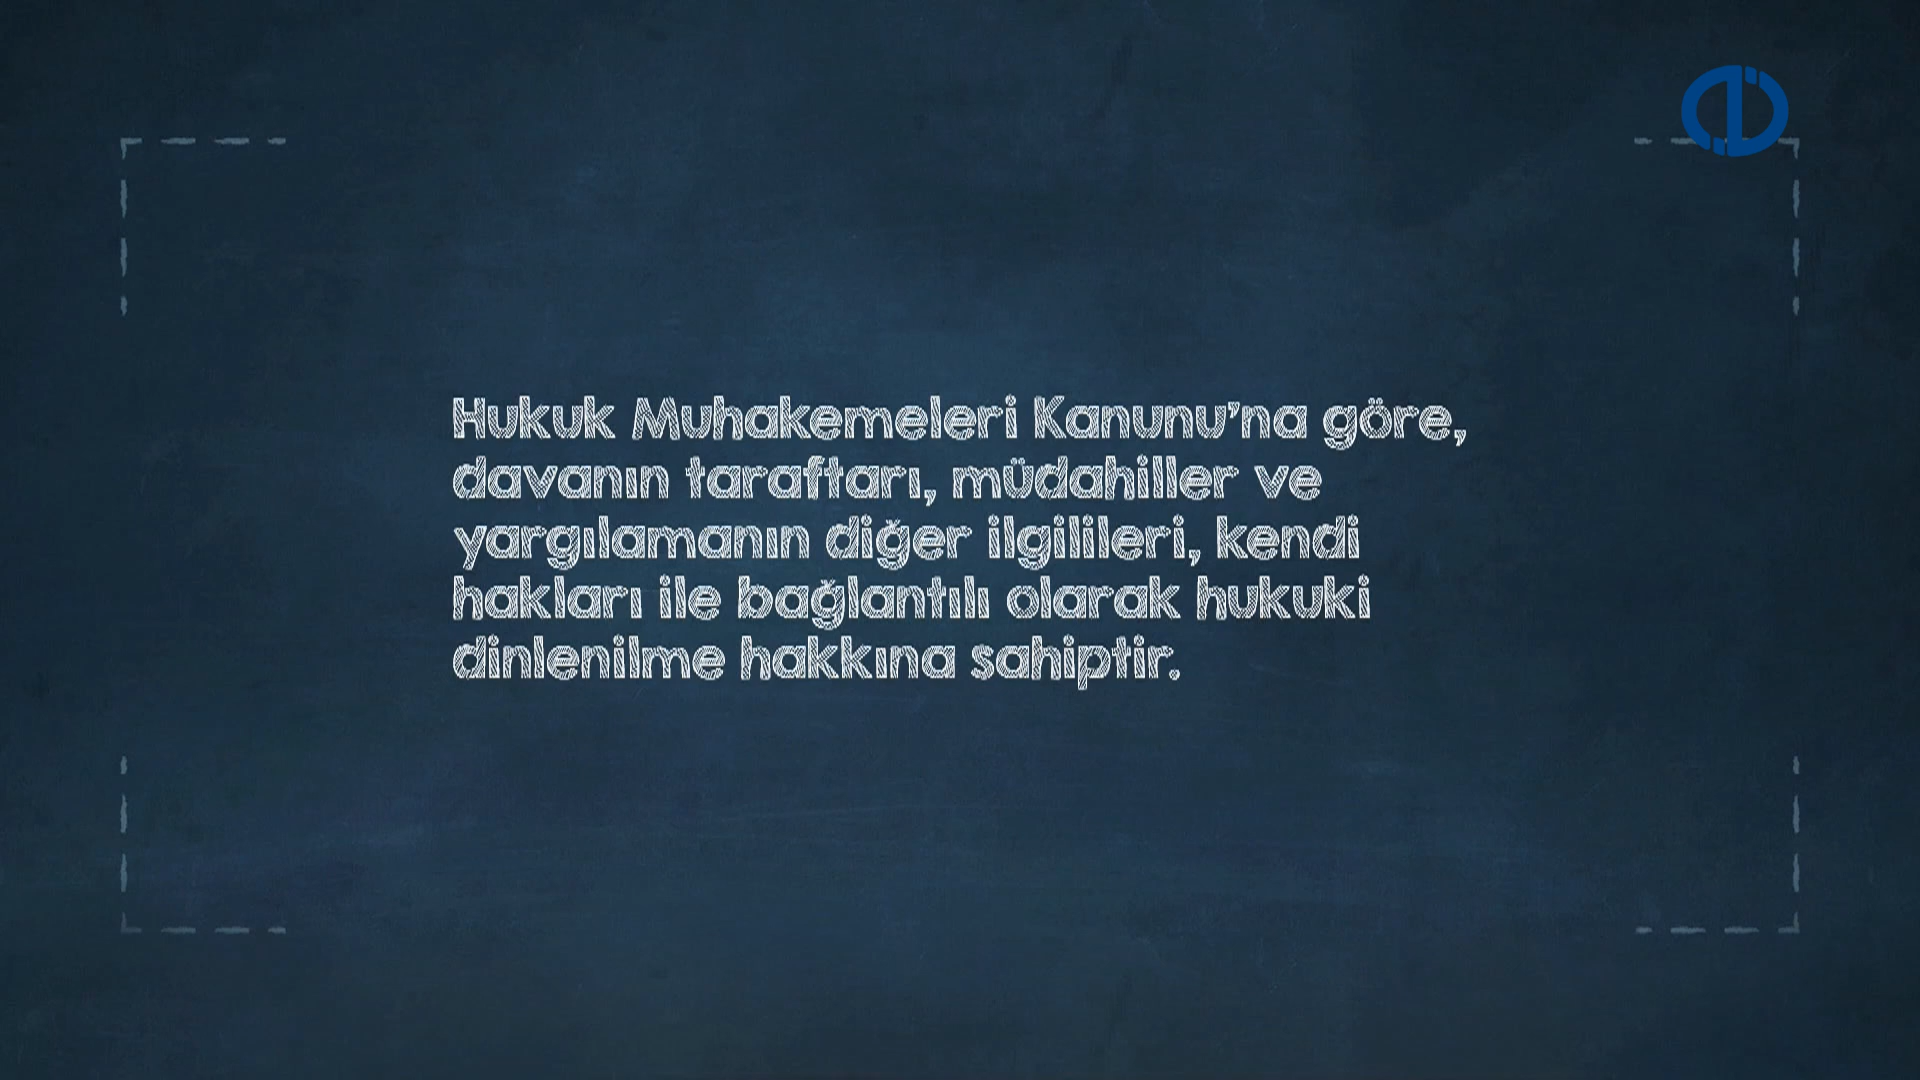 Hukuk Muhakemeleri Kanunu'na göre,
davanın taraftarı, müdahiller ve
yargılamanın diğer ilgilileri, kendi
hakları ile bağlantılı olarak hukuki
dinlenilme hakkına sahiptir.